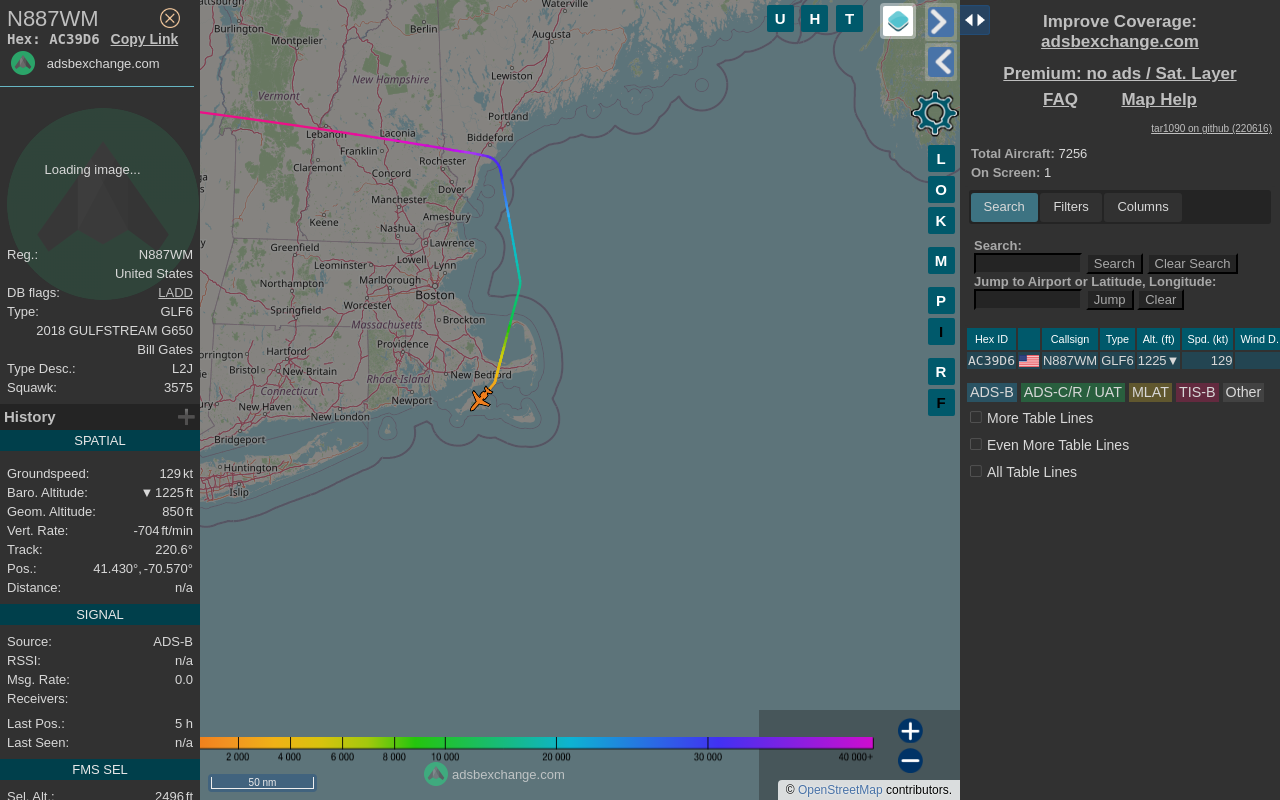 N887WM
Hex: AC39D6 Copy Link
adsbexchange.com
Loading image...
Reg.: N887WM
United States
DB flags: LADD
Type: GLF6
2018 GULFSTREAM G650
Bill Gates
Type Desc.: L2J
Squawk: 3575
History
SPATIAL
Groundspeed: 129 kt
Baro. Altitude: ▼ 1225 ft
Geom. Altitude: 850 ft
Vert. Rate: -704 ft/min
Track: 220.6°
Pos.: 41.430°, -70.570°
Distance: n/a
SIGNAL
Source: ADS-B
RSSI: n/a
Msg. Rate: 0.0
Receivers:
Last Pos.: 5 h
Last Seen: n/a
FMS SEL
Sel. Alt.: 2496 ft
Waterville
Burlington
Berlin
Montpelier
Augusta
Lewiston
New Hampshire
Vermont
Portland
Lebanon
Laconia
Biddeford
Franklin
Rochester
Claremont
Concord
Dover
Manchester
Keene
Amesbury
Nashua
Greenfield
Lawrence
Lowell
Leominster
Lynn
Northampton
Marlborough
Boston
Worcester
Springfield
Brockton
Massachusetts
Providence
Hartford
Torrington
Bristol
New Britain
Rhode Island
New Bedford
Connecticut
Newport
New Haven
New London
Bridgeport
Huntington
Islip
2 000
4 000
6 000
8 000
10 000
20 000
30 000
40 000+
50 nm
adsbexchange.com
© OpenStreetMap contributors.
U H T
L
O
K
M
P
I
R
F
Improve Coverage:
adsbexchange.com
Premium: no ads / Sat. Layer
FAQ Map Help
tar1090 on github (220616)
Total Aircraft: 7256
On Screen: 1
Search Filters Columns
Search:
Search Clear Search
Jump to Airport or Latitude, Longitude:
Jump Clear
Hex ID Callsign Type Alt. (ft) Spd. (kt) Wind D.
AC39D6 N887WM GLF6 1225▼ 129
ADS-B ADS-C/R / UAT MLAT TIS-B Other
More Table Lines
Even More Table Lines
All Table Lines